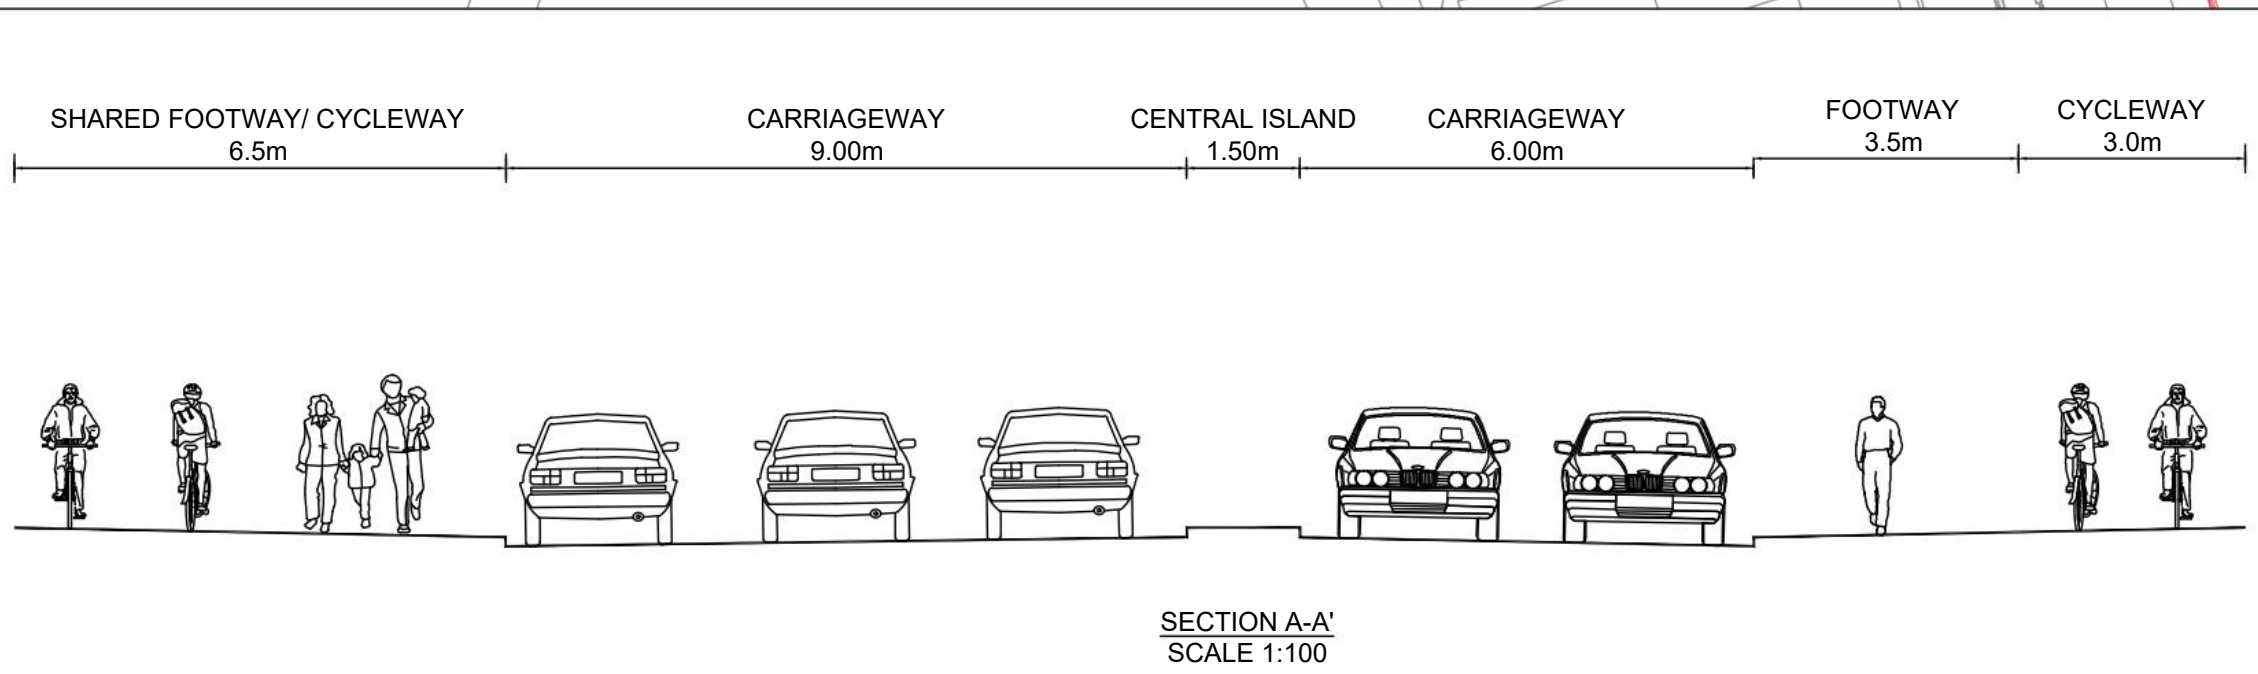 SHARED FOOTWAY/ CYCLEWAY
6.5m
CARRIAGEWAY
9.00m
CENTRAL ISLAND
1.50m
CARRIAGEWAY
6.00m
FOOTWAY
3.5m
CYCLEWAY
3.0m
SECTION A-A'
SCALE 1:100